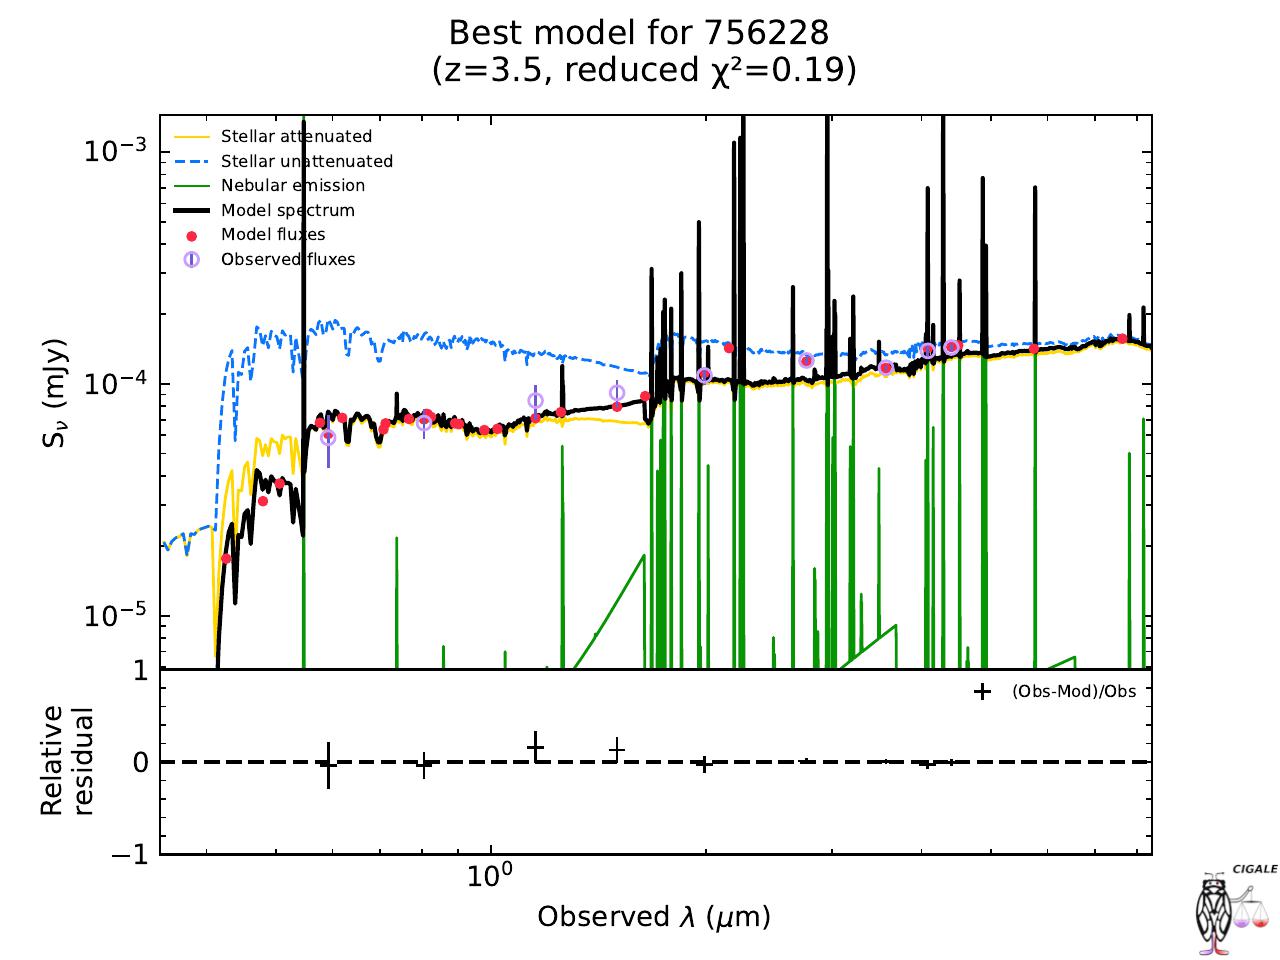 Best model for 756228
(z=3.5, reduced χ²=0.19)
Stellar attenuated
Stellar unattenuated
Nebular emission
Model spectrum
Model fluxes
Observed fluxes
10⁻³
10⁻⁴
10⁻⁵
Sν (mJy)
1
0
−1
Relative
residual
(Obs-Mod)/Obs
10⁰
Observed λ (μm)
CIGALE